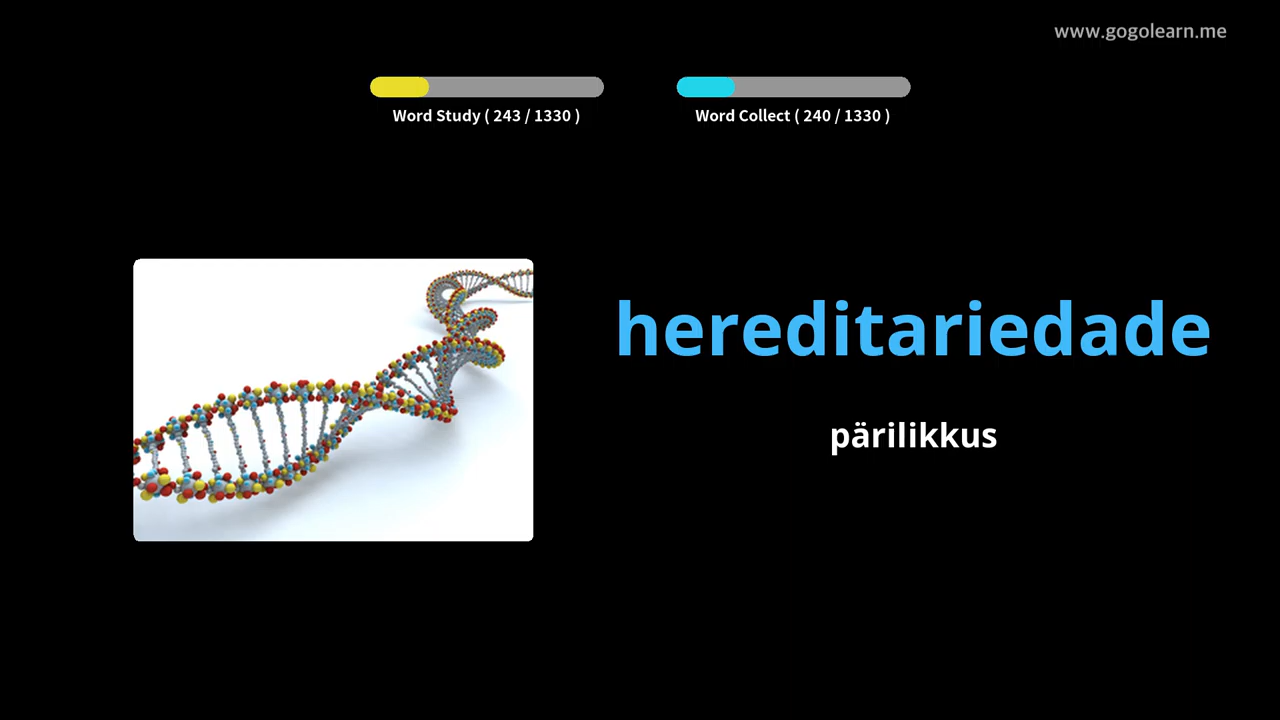 www.gogolearn.me
Word Study ( 243 / 1330 )
Word Collect ( 240 / 1330 )
hereditariedade
pärilikkus